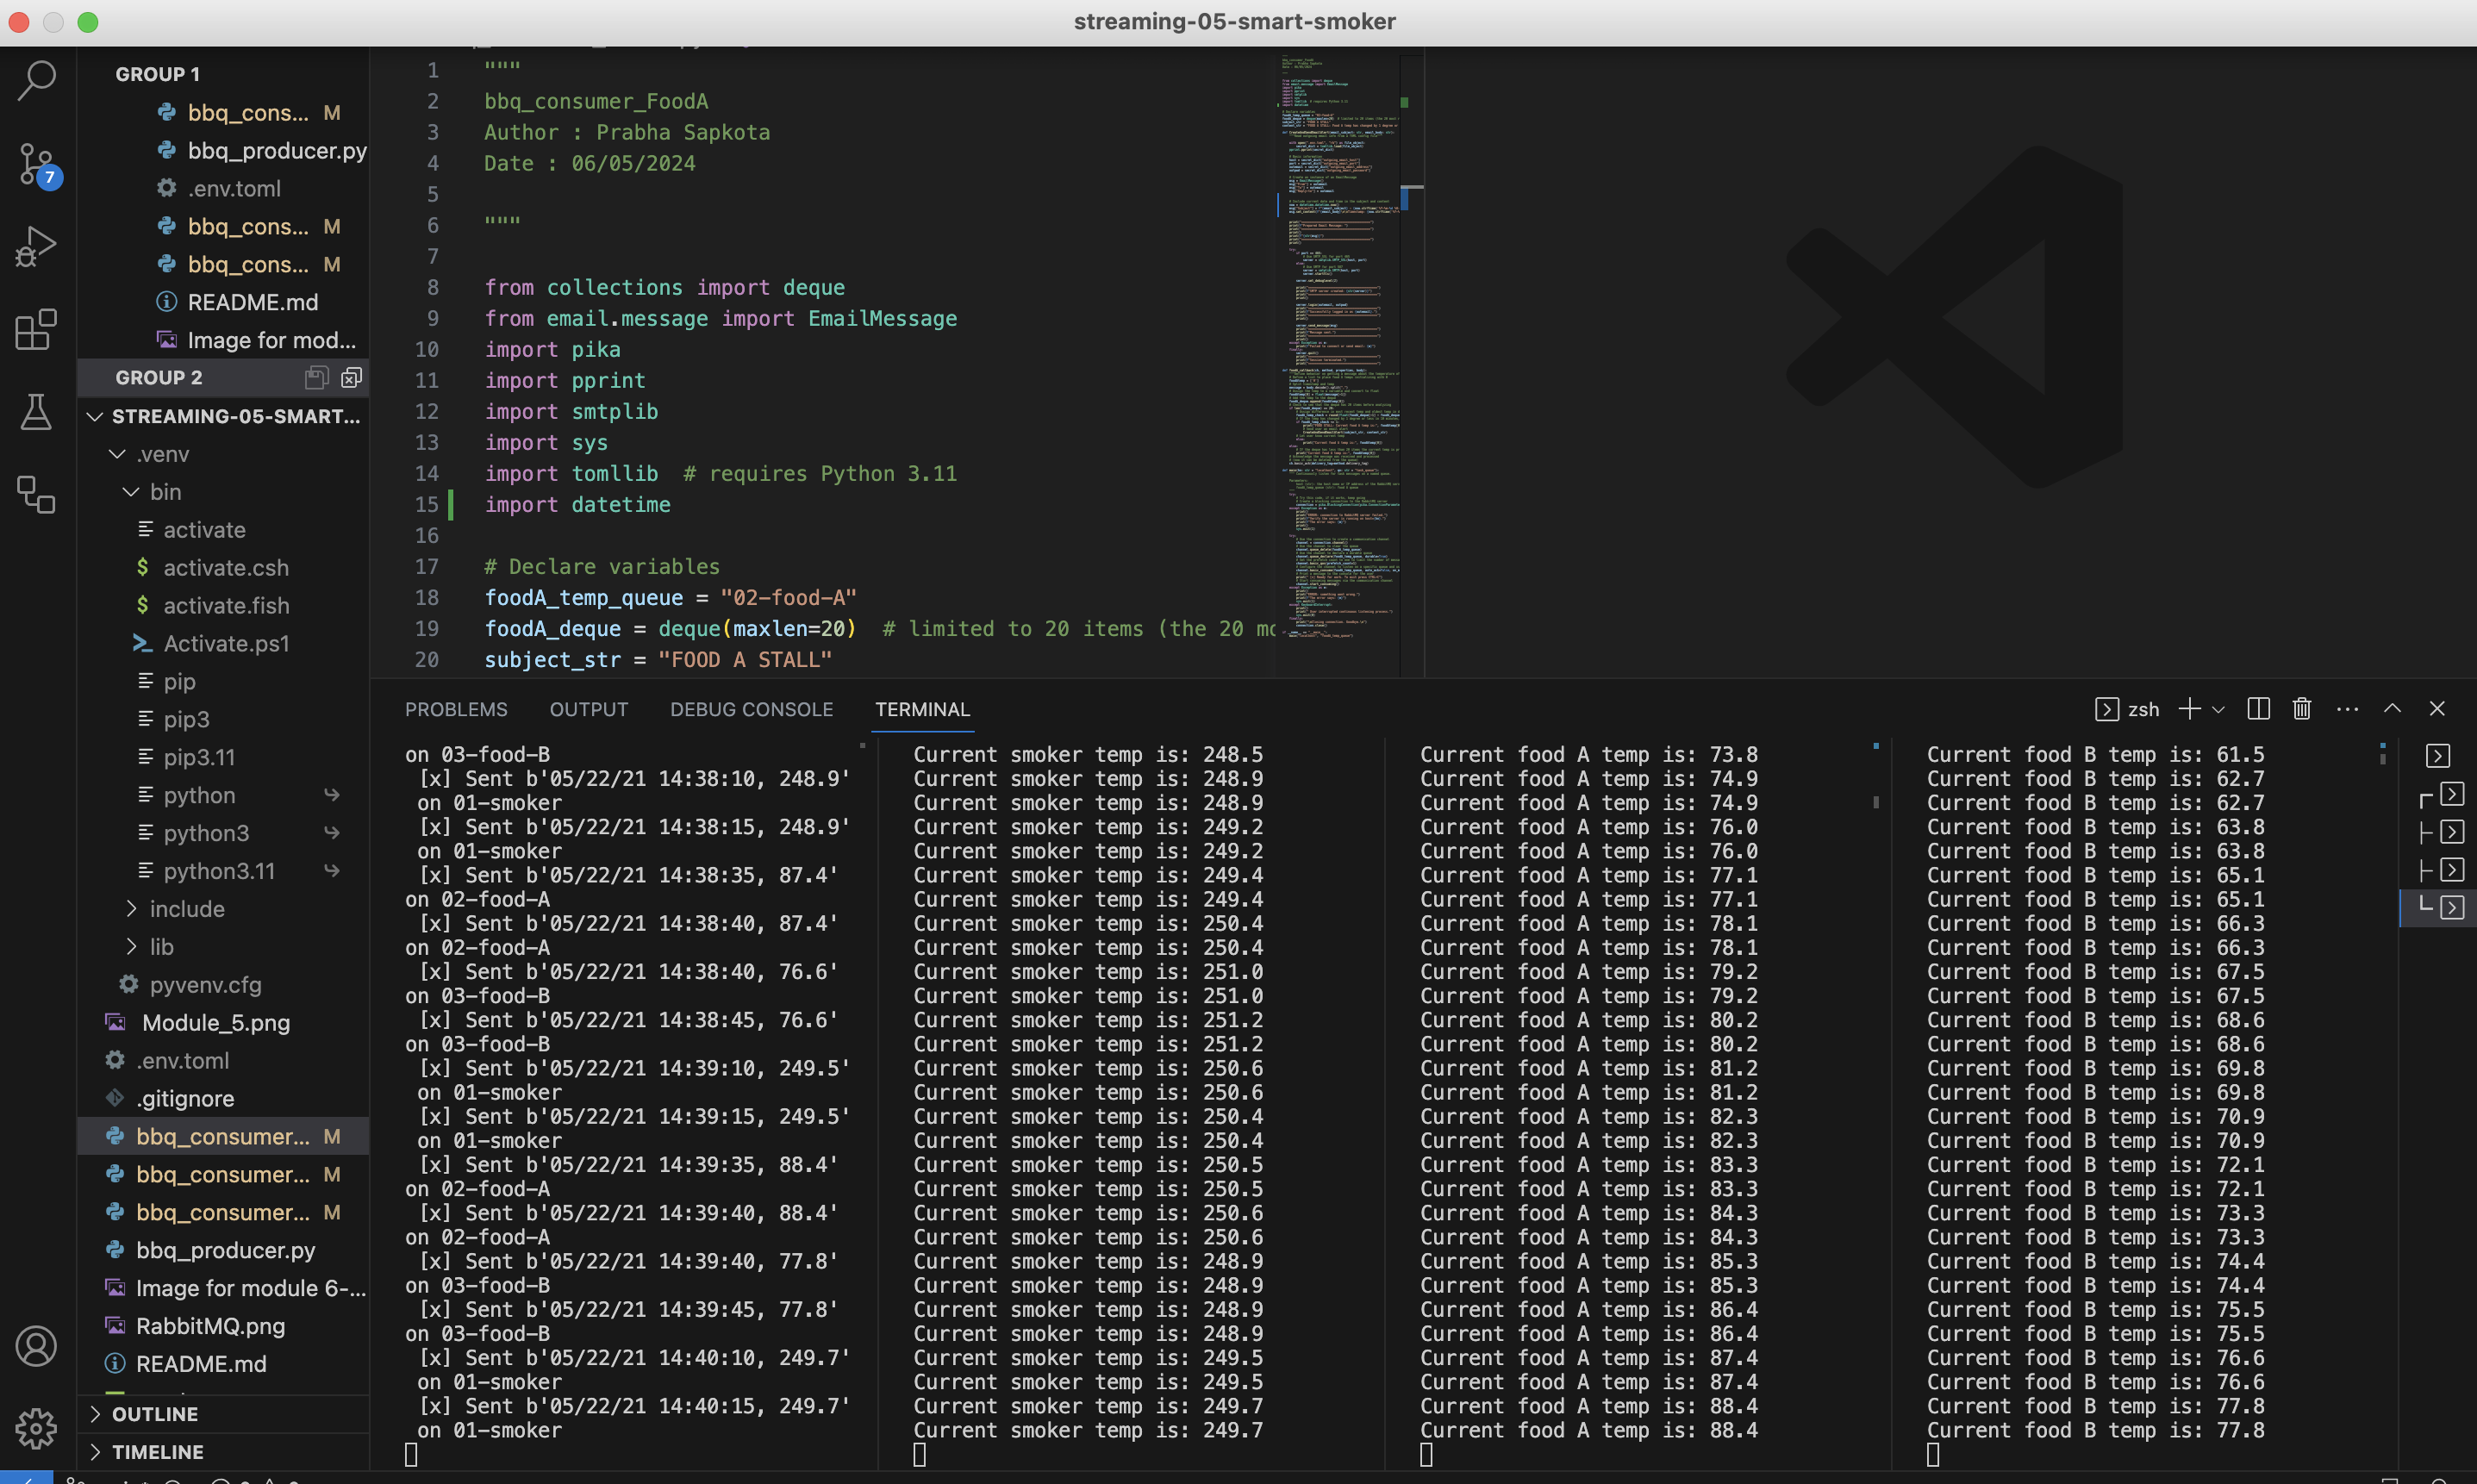 streaming-05-smart-smoker
GROUP 1
bbq_cons... M
bbq_producer.py
.env.toml
bbq_cons... M
bbq_cons... M
README.md
Image for mod...
GROUP 2
STREAMING-05-SMART...
.venv
bin
activate
activate.csh
activate.fish
Activate.ps1
pip
pip3
pip3.11
python
python3
python3.11
include
lib
pyvenv.cfg
Module_5.png
.env.toml
.gitignore
bbq_consumer... M
bbq_consumer... M
bbq_consumer... M
bbq_producer.py
Image for module 6-...
RabbitMQ.png
README.md
OUTLINE
TIMELINE
7
1 """
2 bbq_consumer_FoodA
3 Author : Prabha Sapkota
4 Date : 06/05/2024
5
6 """
7
8 from collections import deque
9 from email.message import EmailMessage
10 import pika
11 import pprint
12 import smtplib
13 import sys
14 import tomllib # requires Python 3.11
15 import datetime
16
17 # Declare variables
18 foodA_temp_queue = "02-food-A"
19 foodA_deque = deque(maxlen=20) # limited to 20 items (the 20 mo
20 subject_str = "FOOD A STALL"
PROBLEMS OUTPUT DEBUG CONSOLE TERMINAL
zsh
on 03-food-B
[x] Sent b'05/22/21 14:38:10, 248.9'
on 01-smoker
[x] Sent b'05/22/21 14:38:15, 248.9'
on 01-smoker
[x] Sent b'05/22/21 14:38:35, 87.4'
on 02-food-A
[x] Sent b'05/22/21 14:38:40, 87.4'
on 02-food-A
[x] Sent b'05/22/21 14:38:40, 76.6'
on 03-food-B
[x] Sent b'05/22/21 14:38:45, 76.6'
on 03-food-B
[x] Sent b'05/22/21 14:39:10, 249.5'
on 01-smoker
[x] Sent b'05/22/21 14:39:15, 249.5'
on 01-smoker
[x] Sent b'05/22/21 14:39:35, 88.4'
on 02-food-A
[x] Sent b'05/22/21 14:39:40, 88.4'
on 02-food-A
[x] Sent b'05/22/21 14:39:40, 77.8'
on 03-food-B
[x] Sent b'05/22/21 14:39:45, 77.8'
on 03-food-B
[x] Sent b'05/22/21 14:40:10, 249.7'
on 01-smoker
[x] Sent b'05/22/21 14:40:15, 249.7'
on 01-smoker
Current smoker temp is: 248.5
Current smoker temp is: 248.9
Current smoker temp is: 248.9
Current smoker temp is: 249.2
Current smoker temp is: 249.2
Current smoker temp is: 249.4
Current smoker temp is: 249.4
Current smoker temp is: 250.4
Current smoker temp is: 250.4
Current smoker temp is: 251.0
Current smoker temp is: 251.0
Current smoker temp is: 251.2
Current smoker temp is: 251.2
Current smoker temp is: 250.6
Current smoker temp is: 250.6
Current smoker temp is: 250.4
Current smoker temp is: 250.4
Current smoker temp is: 250.5
Current smoker temp is: 250.5
Current smoker temp is: 250.6
Current smoker temp is: 250.6
Current smoker temp is: 248.9
Current smoker temp is: 248.9
Current smoker temp is: 248.9
Current smoker temp is: 248.9
Current smoker temp is: 249.5
Current smoker temp is: 249.5
Current smoker temp is: 249.7
Current smoker temp is: 249.7
Current food A temp is: 73.8
Current food A temp is: 74.9
Current food A temp is: 74.9
Current food A temp is: 76.0
Current food A temp is: 76.0
Current food A temp is: 77.1
Current food A temp is: 77.1
Current food A temp is: 78.1
Current food A temp is: 78.1
Current food A temp is: 79.2
Current food A temp is: 79.2
Current food A temp is: 80.2
Current food A temp is: 80.2
Current food A temp is: 81.2
Current food A temp is: 81.2
Current food A temp is: 82.3
Current food A temp is: 82.3
Current food A temp is: 83.3
Current food A temp is: 83.3
Current food A temp is: 84.3
Current food A temp is: 84.3
Current food A temp is: 85.3
Current food A temp is: 85.3
Current food A temp is: 86.4
Current food A temp is: 86.4
Current food A temp is: 87.4
Current food A temp is: 87.4
Current food A temp is: 88.4
Current food A temp is: 88.4
Current food B temp is: 61.5
Current food B temp is: 62.7
Current food B temp is: 62.7
Current food B temp is: 63.8
Current food B temp is: 63.8
Current food B temp is: 65.1
Current food B temp is: 65.1
Current food B temp is: 66.3
Current food B temp is: 66.3
Current food B temp is: 67.5
Current food B temp is: 67.5
Current food B temp is: 68.6
Current food B temp is: 68.6
Current food B temp is: 69.8
Current food B temp is: 69.8
Current food B temp is: 70.9
Current food B temp is: 70.9
Current food B temp is: 72.1
Current food B temp is: 72.1
Current food B temp is: 73.3
Current food B temp is: 73.3
Current food B temp is: 74.4
Current food B temp is: 74.4
Current food B temp is: 75.5
Current food B temp is: 75.5
Current food B temp is: 76.6
Current food B temp is: 76.6
Current food B temp is: 77.8
Current food B temp is: 77.8